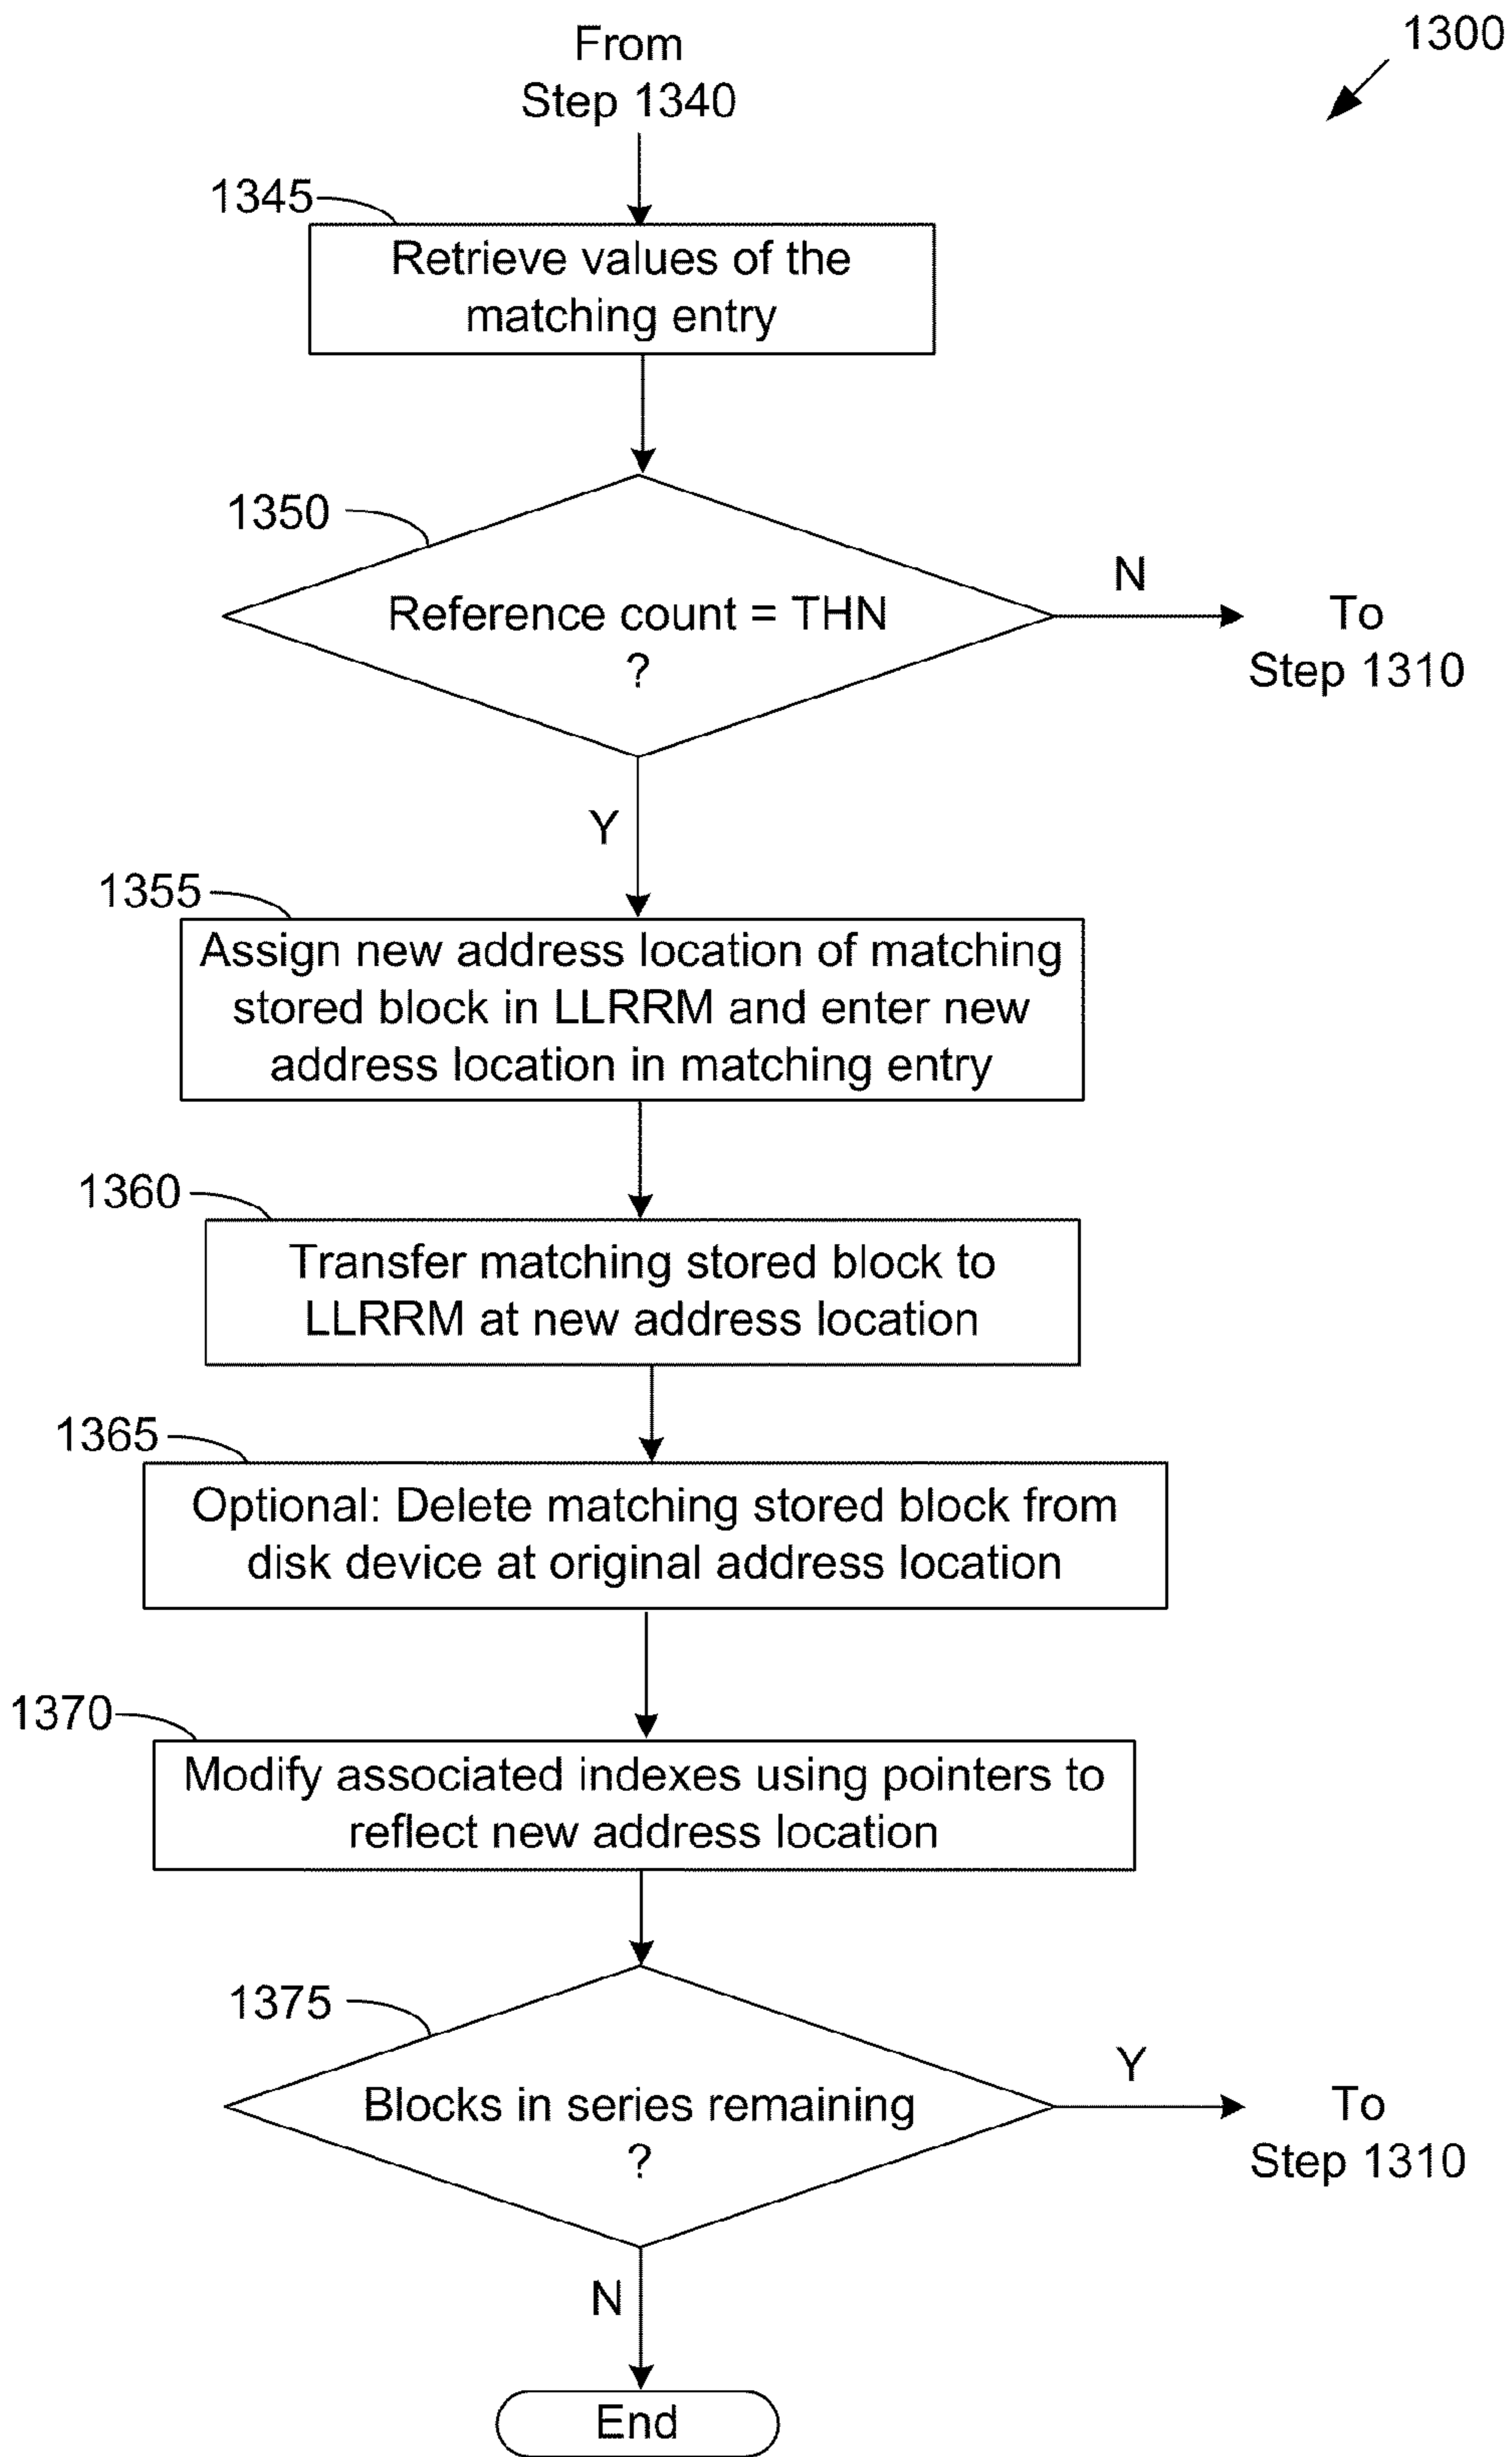 1300
From
Step 1340
1345
Retrieve values of the
matching entry
1350
Reference count = THN
?
N
To
Step 1310
Y
1355
Assign new address location of matching
stored block in LLRRM and enter new
address location in matching entry
1360
Transfer matching stored block to
LLRRM at new address location
1365
Optional: Delete matching stored block from
disk device at original address location
1370
Modify associated indexes using pointers to
reflect new address location
1375
Blocks in series remaining
?
Y
To
Step 1310
N
End